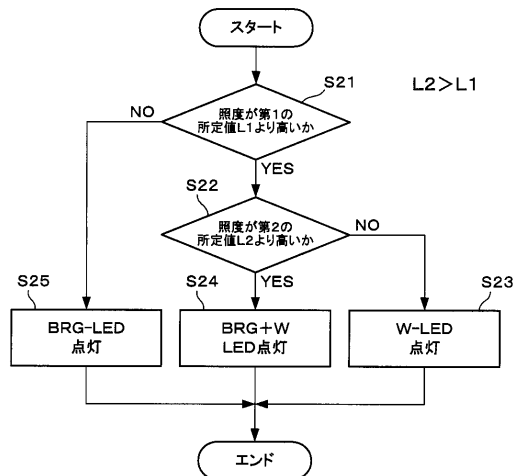 スタート
S21
L2＞L1
照度が第1の
所定値L1より高いか
NO
YES
S22
照度が第2の
所定値L2より高いか
NO
YES
S25
S24
S23
BRG-LED
点灯
BRG＋W
LED点灯
W-LED
点灯
エンド